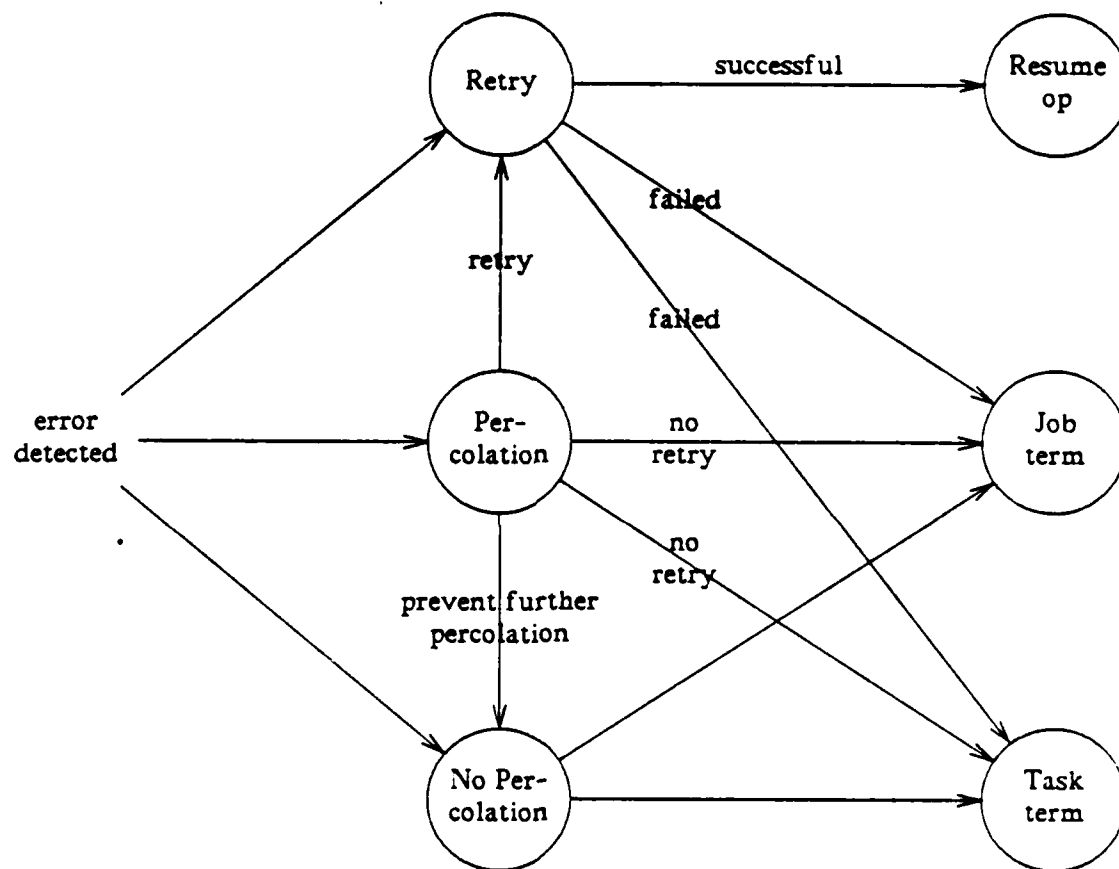 Retry
successful
Resume
op
failed
retry
failed
error
detected
Per-
colation
no
retry
Job
term
no
retry
prevent further
percolation
No Per-
colation
Task
term